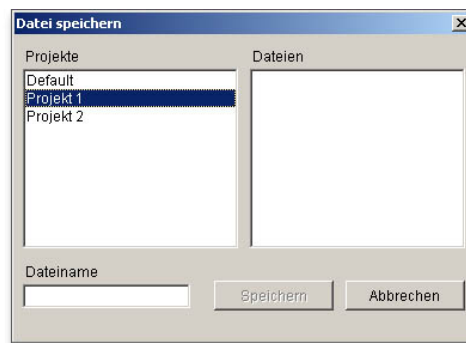 Datei speichern
Projekte
Dateien
Default
Projekt 1
Projekt 2
Dateiname
Speichern
Abbrechen